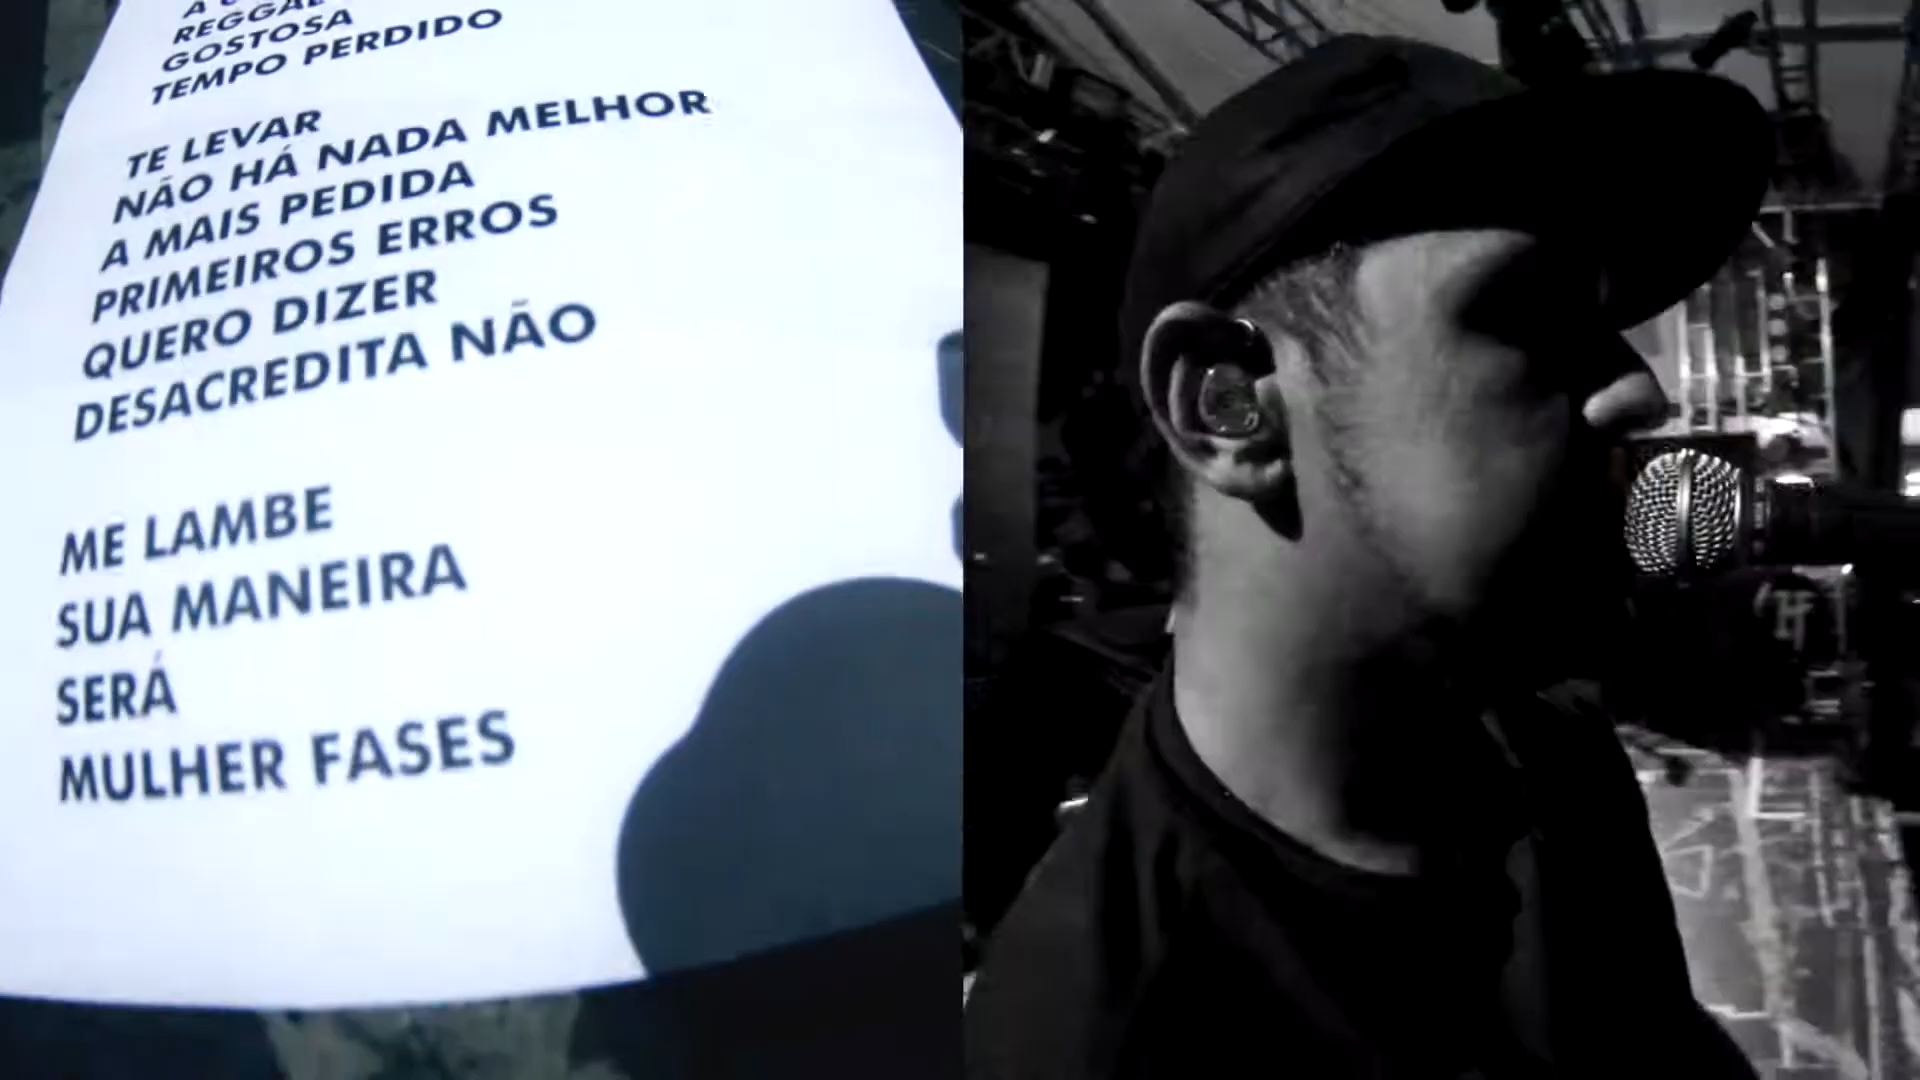 REGGAE
GOSTOSA
TEMPO PERDIDO
TE LEVAR
NÃO HÁ NADA MELHOR
A MAIS PEDIDA
PRIMEIROS ERROS
QUERO DIZER
DESACREDITA NÃO
ME LAMBE
SUA MANEIRA
SERÁ
MULHER FASES